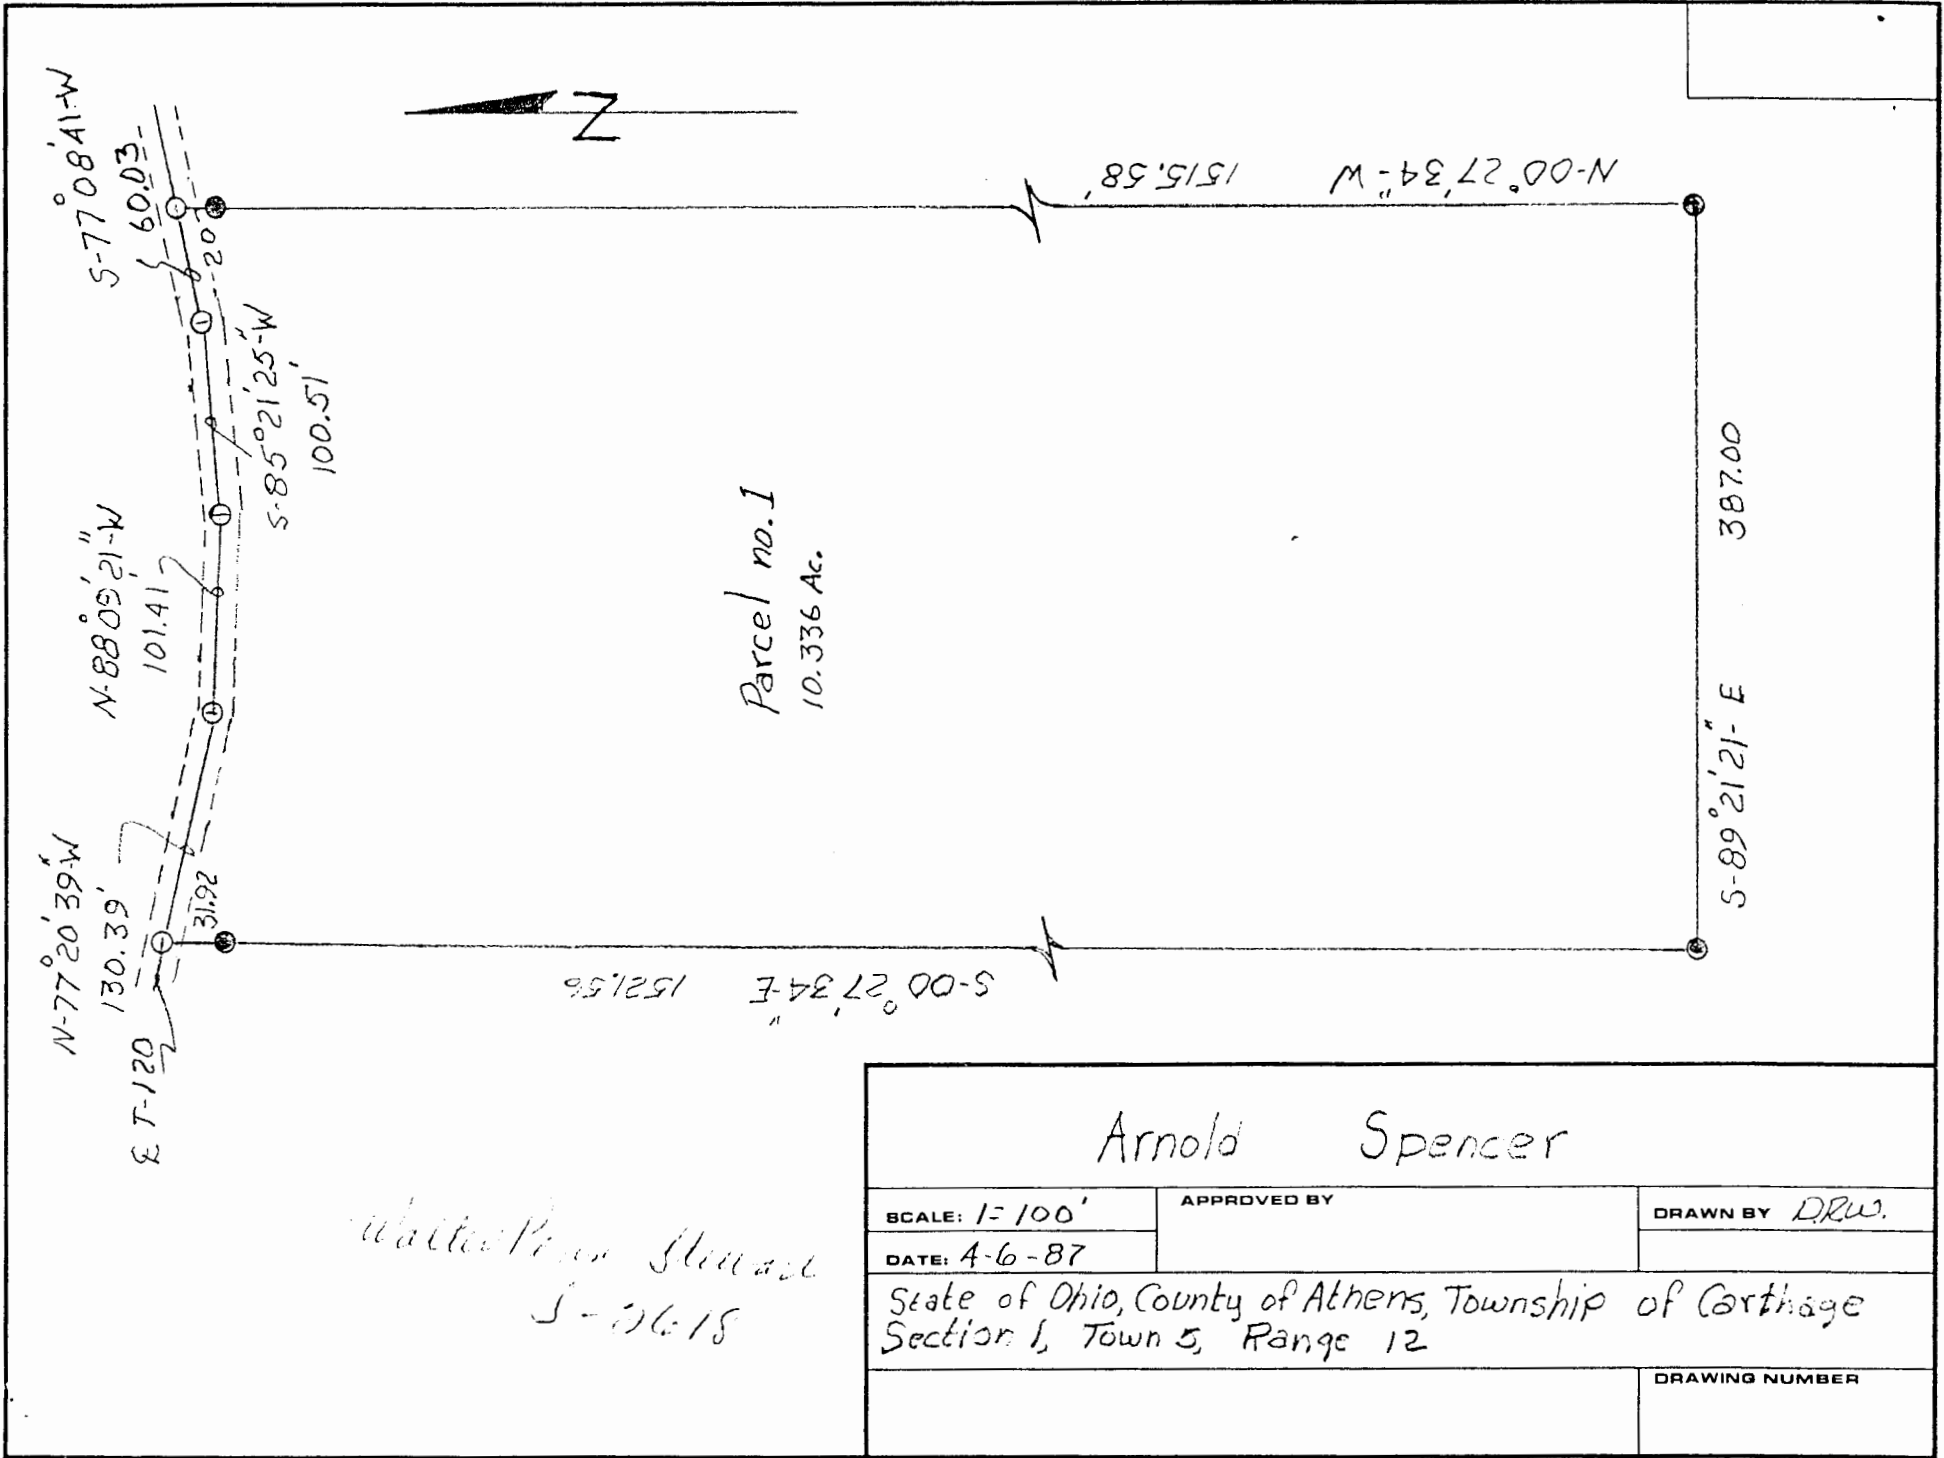 S-77° 08' 41"-W
60.03
20
S-85° 21' 25"-W
100.51'
N-88° 09' 21"-W
101.41
N-77° 20' 39"-W
130.39'
31.92
℄ T-120
N
N-00° 27' 34"-W 1515.58'
Parcel no. 1
10.336 Ac.
S-00° 27' 34"-E 1521.56
S-89° 21' 21"-E 387.00
Arnold Spencer
SCALE: 1=100'
APPROVED BY
DRAWN BY D.R.W.
DATE: 4-6-87
State of Ohio, County of Athens, Township of Carthage
Section 1, Town 5, Range 12
DRAWING NUMBER